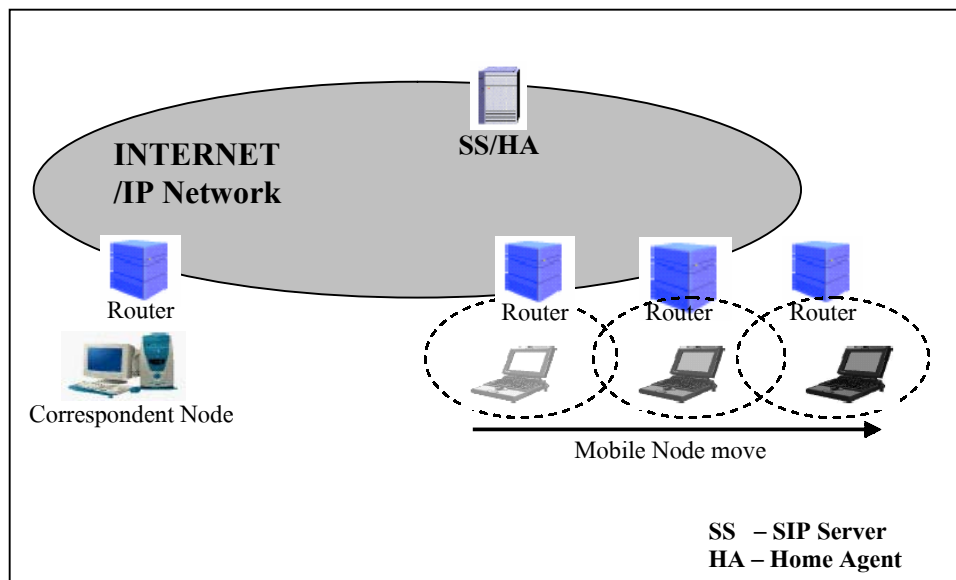 SS/HA
INTERNET
/IP Network
Router
Router
Router
Router
Correspondent Node
Mobile Node move
SS – SIP Server
HA – Home Agent